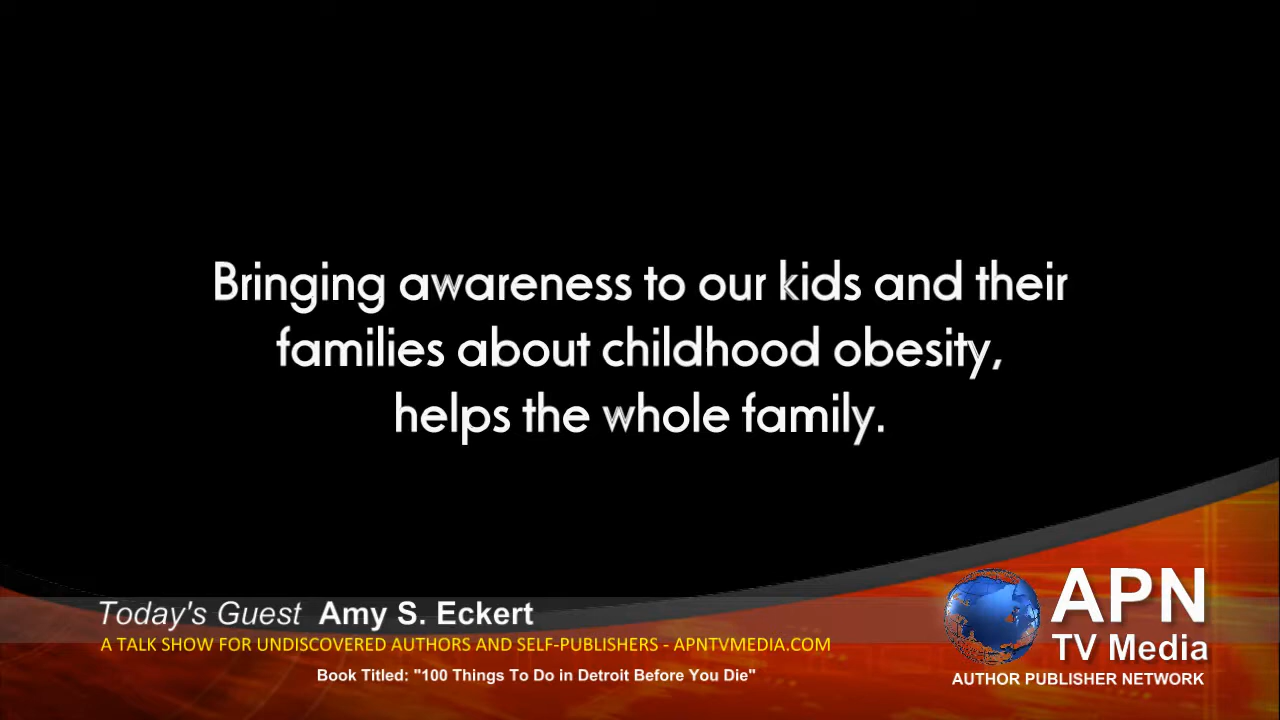 Bringing awareness to our kids and their
families about childhood obesity,
helps the whole family.
Today's Guest Amy S. Eckert
A TALK SHOW FOR UNDISCOVERED AUTHORS AND SELF-PUBLISHERS - APNTVMEDIA.COM
Book Titled: "100 Things To Do in Detroit Before You Die"
APN
TV Media
AUTHOR PUBLISHER NETWORK